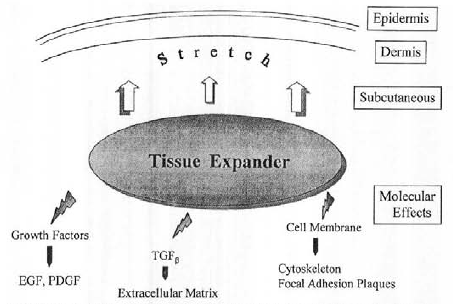 Epidermis
Dermis
Stretch
Subcutaneous
Tissue Expander
Molecular
Effects
Growth Factors
EGF, PDGF
TGFβ
Extracellular Matrix
Cell Membrane
Cytoskeleton
Focal Adhesion Plaques